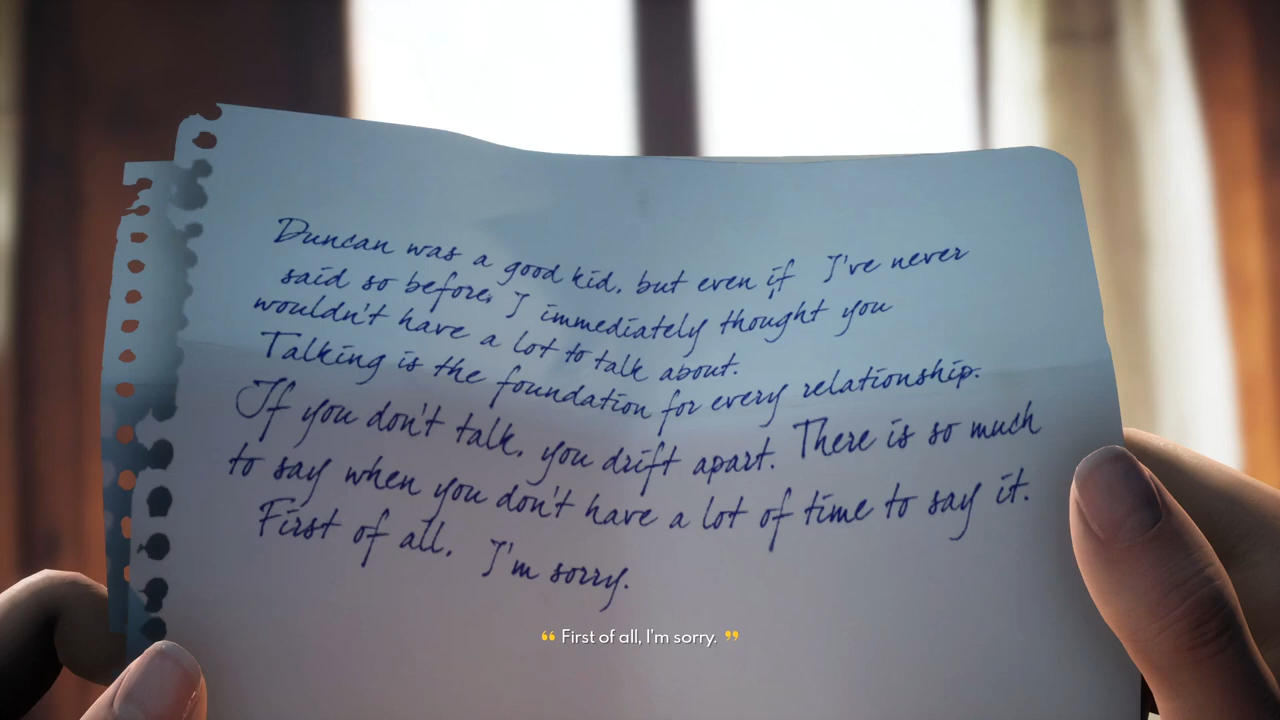 Duncan was a good kid, but even if I've never
said so before, I immediately thought you
wouldn't have a lot to talk about.
Talking is the foundation for every relationship.
If you don't talk, you drift apart. There is so much
to say when you don't have a lot of time to say it.
First of all, I'm sorry.
“ First of all, I'm sorry. ”